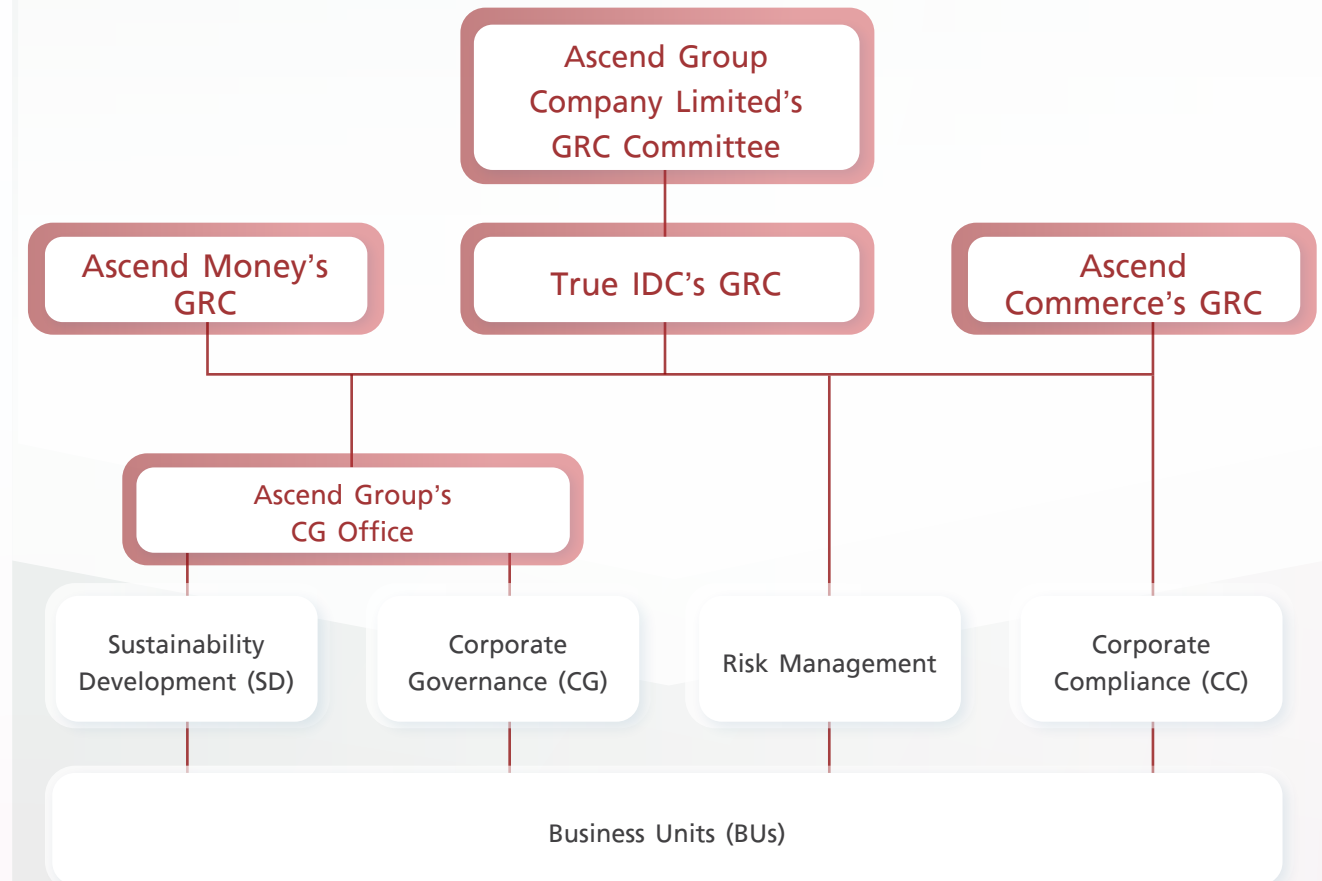 Ascend Group
Company Limited’s
GRC Committee
Ascend Money’s
GRC
True IDC’s GRC
Ascend
Commerce’s GRC
Ascend Group’s
CG Office
Sustainability
Development (SD)
Corporate
Governance (CG)
Risk Management
Corporate
Compliance (CC)
Business Units (BUs)